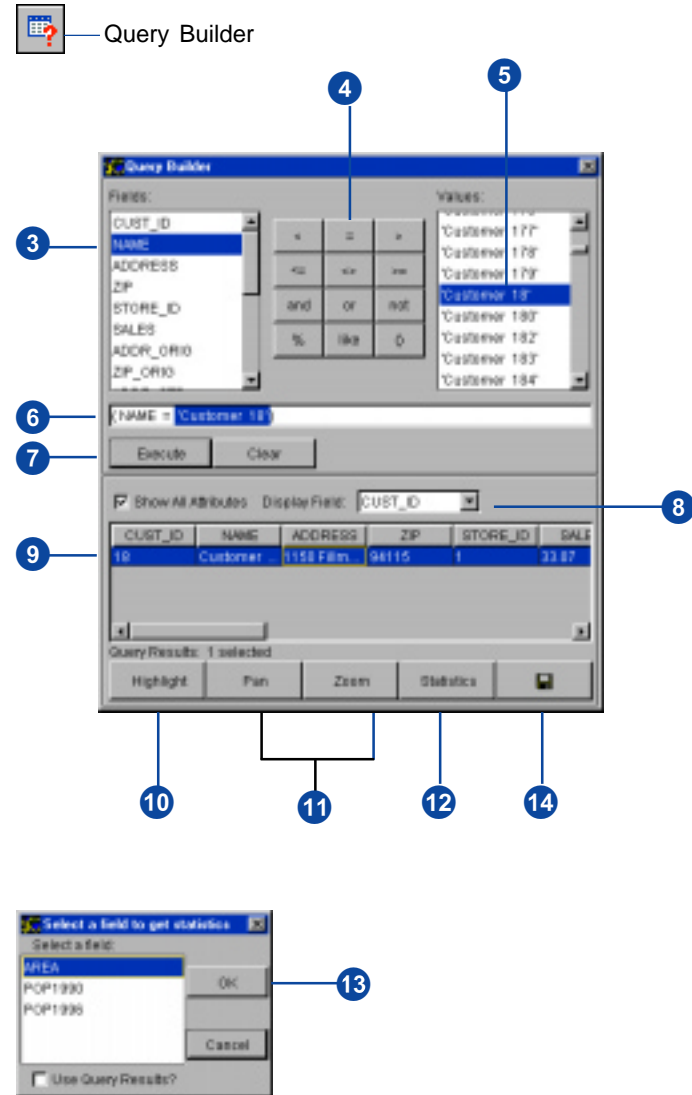 Query Builder
4
5
Query Builder
Fields:
Values:
3
CUST_ID
NAME
ADDRESS
ZIP
STORE_ID
SALES
ADDR_ORIG
ZIP_ORIG
< = >
<= <> >=
and or not
% like ()
'Customer 177'
'Customer 178'
'Customer 179'
'Customer 18'
'Customer 180'
'Customer 182'
'Customer 183'
'Customer 184'
6
(NAME = 'Customer 18')
7
Execute Clear
Show All Attributes Display Field: CUST_ID
8
CUST_ID NAME ADDRESS ZIP STORE_ID SALE
9
18 Customer ... 1150 Fillm... 94115 1 33.87
Query Results: 1 selected
Highlight Pan Zoom Statistics
10
11
12
14
Select a field to get statistics
Select a field:
AREA
POP1990
POP1996
OK
13
Cancel
Use Query Results?